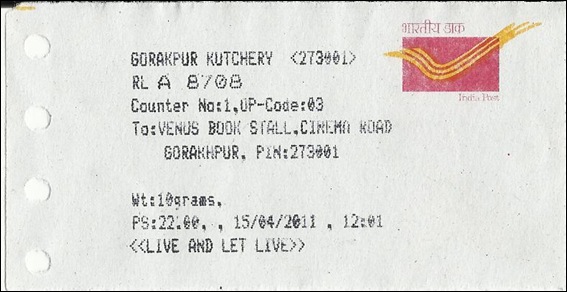 भारतीय डाक
India Post
GORAKPUR KUTCHERY <273001>
RL A 8708
Counter No:1,OP-Code:03
To:VENUS BOOK STALL,CINEMA ROAD
GORAKHPUR, PIN:273001
Wt:10grams,
PS:22.00, , 15/04/2011 , 12:01
<<LIVE AND LET LIVE>>